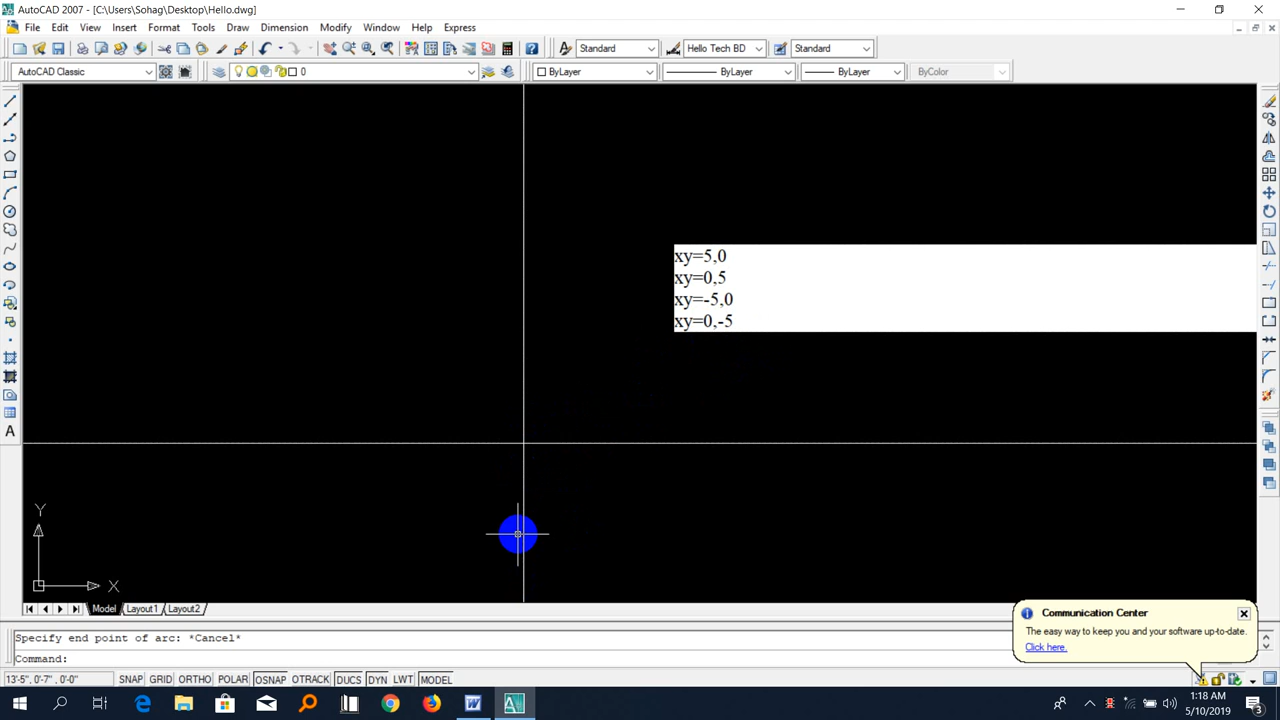 AutoCAD 2007 - [C:\Users\Sohag\Desktop\Hello.dwg]
File Edit View Insert Format Tools Draw Dimension Modify Window Help Express
Standard Hello Tech BD Standard
AutoCAD Classic 0 ByLayer ByLayer ByLayer ByColor
xy=5,0
xy=0,5
xy=-5,0
xy=0,-5
Y
X
A
Model Layout1 Layout2
Communication Center
The easy way to keep you and your software up-to-date.
Click here.
Specify end point of arc: *Cancel*
Command:
13'-5", 0'-7" , 0'-0" SNAP GRID ORTHO POLAR OSNAP OTRACK DUCS DYN LWT MODEL
1:18 AM
5/10/2019
3